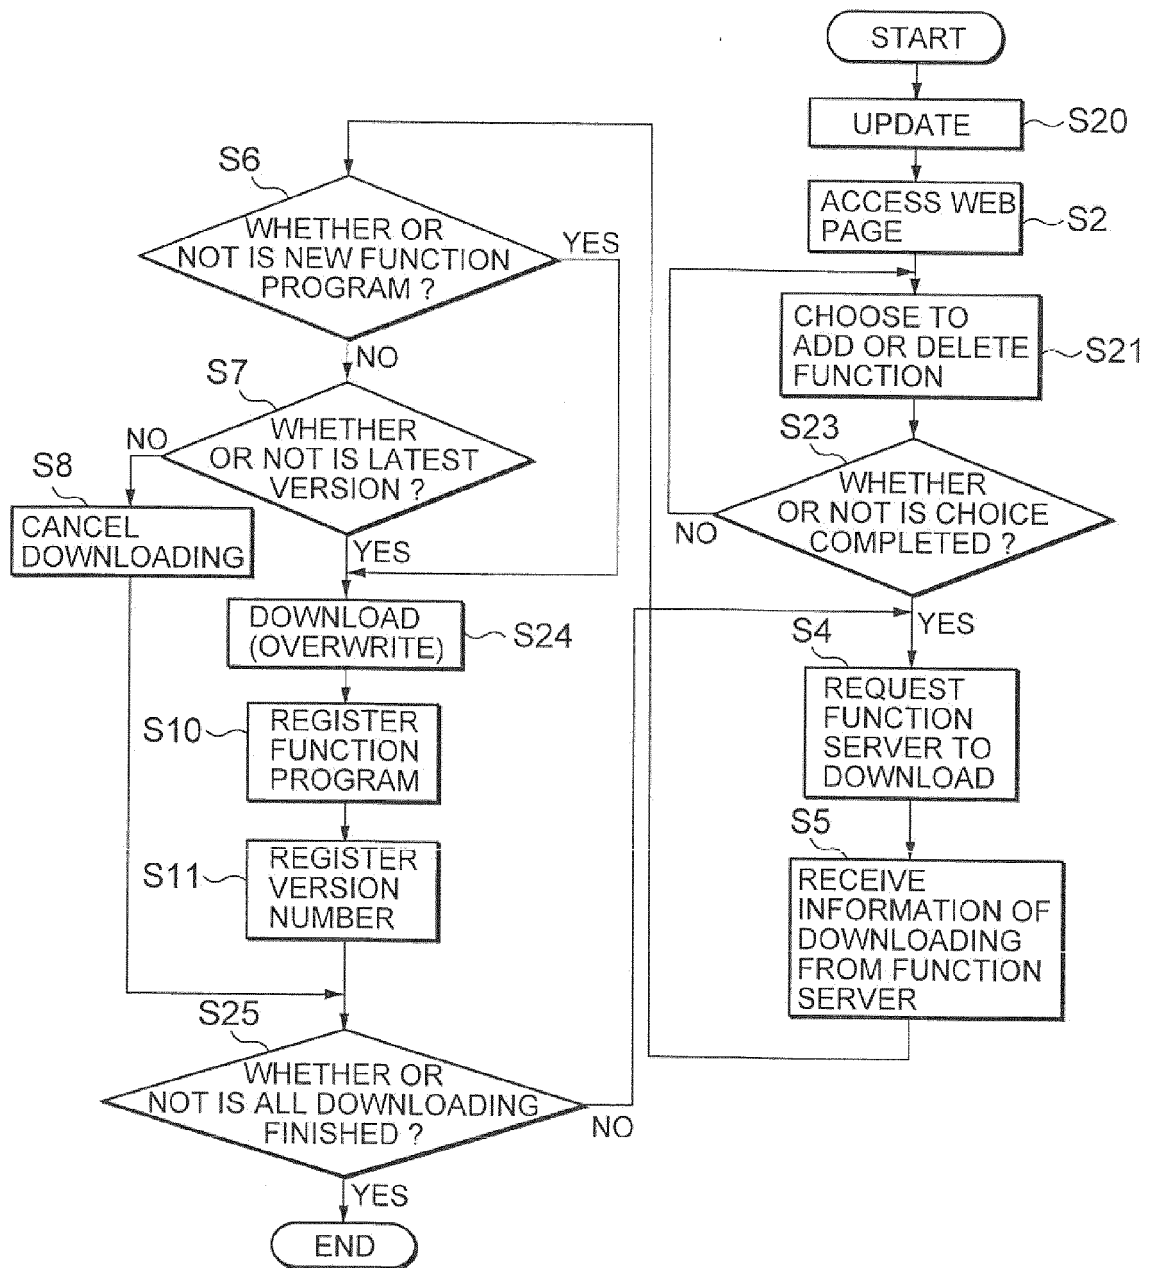 START
UPDATE
S20
ACCESS WEB
PAGE
S2
CHOOSE TO
ADD OR DELETE
FUNCTION
S21
S23
WHETHER
OR NOT IS CHOICE
COMPLETED ?
NO
YES
S4
REQUEST
FUNCTION
SERVER TO
DOWNLOAD
S5
RECEIVE
INFORMATION OF
DOWNLOADING
FROM FUNCTION
SERVER
S6
WHETHER OR
NOT IS NEW FUNCTION
PROGRAM ?
YES
NO
S7
WHETHER
OR NOT IS LATEST
VERSION ?
NO
S8
CANCEL
DOWNLOADING
YES
DOWNLOAD
(OVERWRITE)
S24
S10
REGISTER
FUNCTION
PROGRAM
S11
REGISTER
VERSION
NUMBER
S25
WHETHER OR
NOT IS ALL DOWNLOADING
FINISHED ?
NO
YES
END